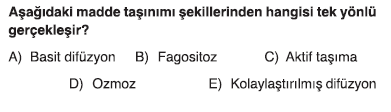 Aşağıdaki madde taşınımı şekillerinden hangisi tek yönlü
gerçekleşir?
A) Basit difüzyon B) Fagositoz C) Aktif taşıma
D) Ozmoz E) Kolaylaştırılmış difüzyon